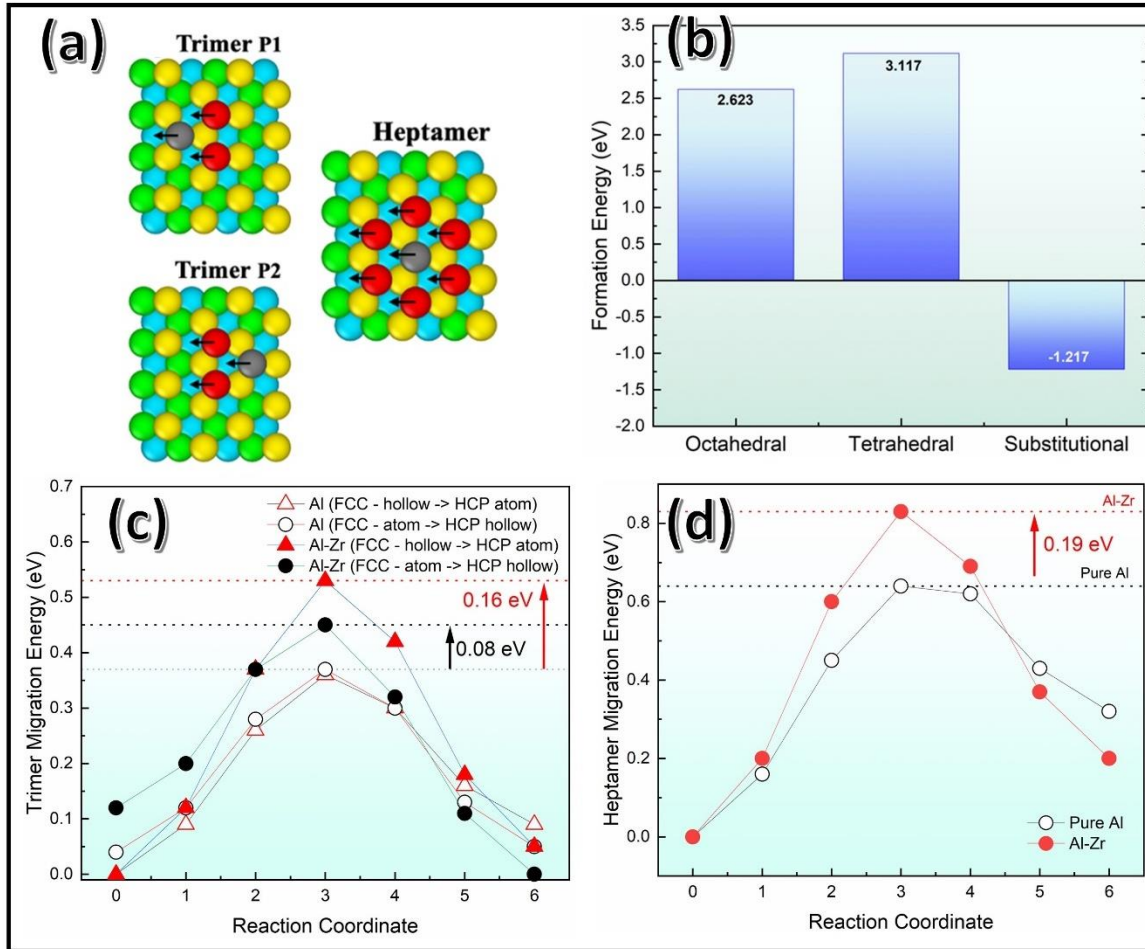 (a)
Trimer P1
Heptamer
Trimer P2
(b)
Formation Energy (eV)
3.5
3.0
2.5
2.0
1.5
1.0
0.5
0.0
-0.5
-1.0
-1.5
-2.0
2.623
3.117
-1.217
Octahedral
Tetrahedral
Substitutional
(c)
Trimer Migration Energy (eV)
0.7
0.6
0.5
0.4
0.3
0.2
0.1
0.0
Al (FCC - hollow -> HCP atom)
Al (FCC - atom -> HCP hollow)
Al-Zr (FCC - hollow -> HCP atom)
Al-Zr (FCC - atom -> HCP hollow)
0.16 eV
0.08 eV
0 1 2 3 4 5 6
Reaction Coordinate
(d)
Heptamer Migration Energy (eV)
0.8
0.6
0.4
0.2
0.0
Al-Zr
0.19 eV
Pure Al
Pure Al
Al-Zr
0 1 2 3 4 5 6
Reaction Coordinate